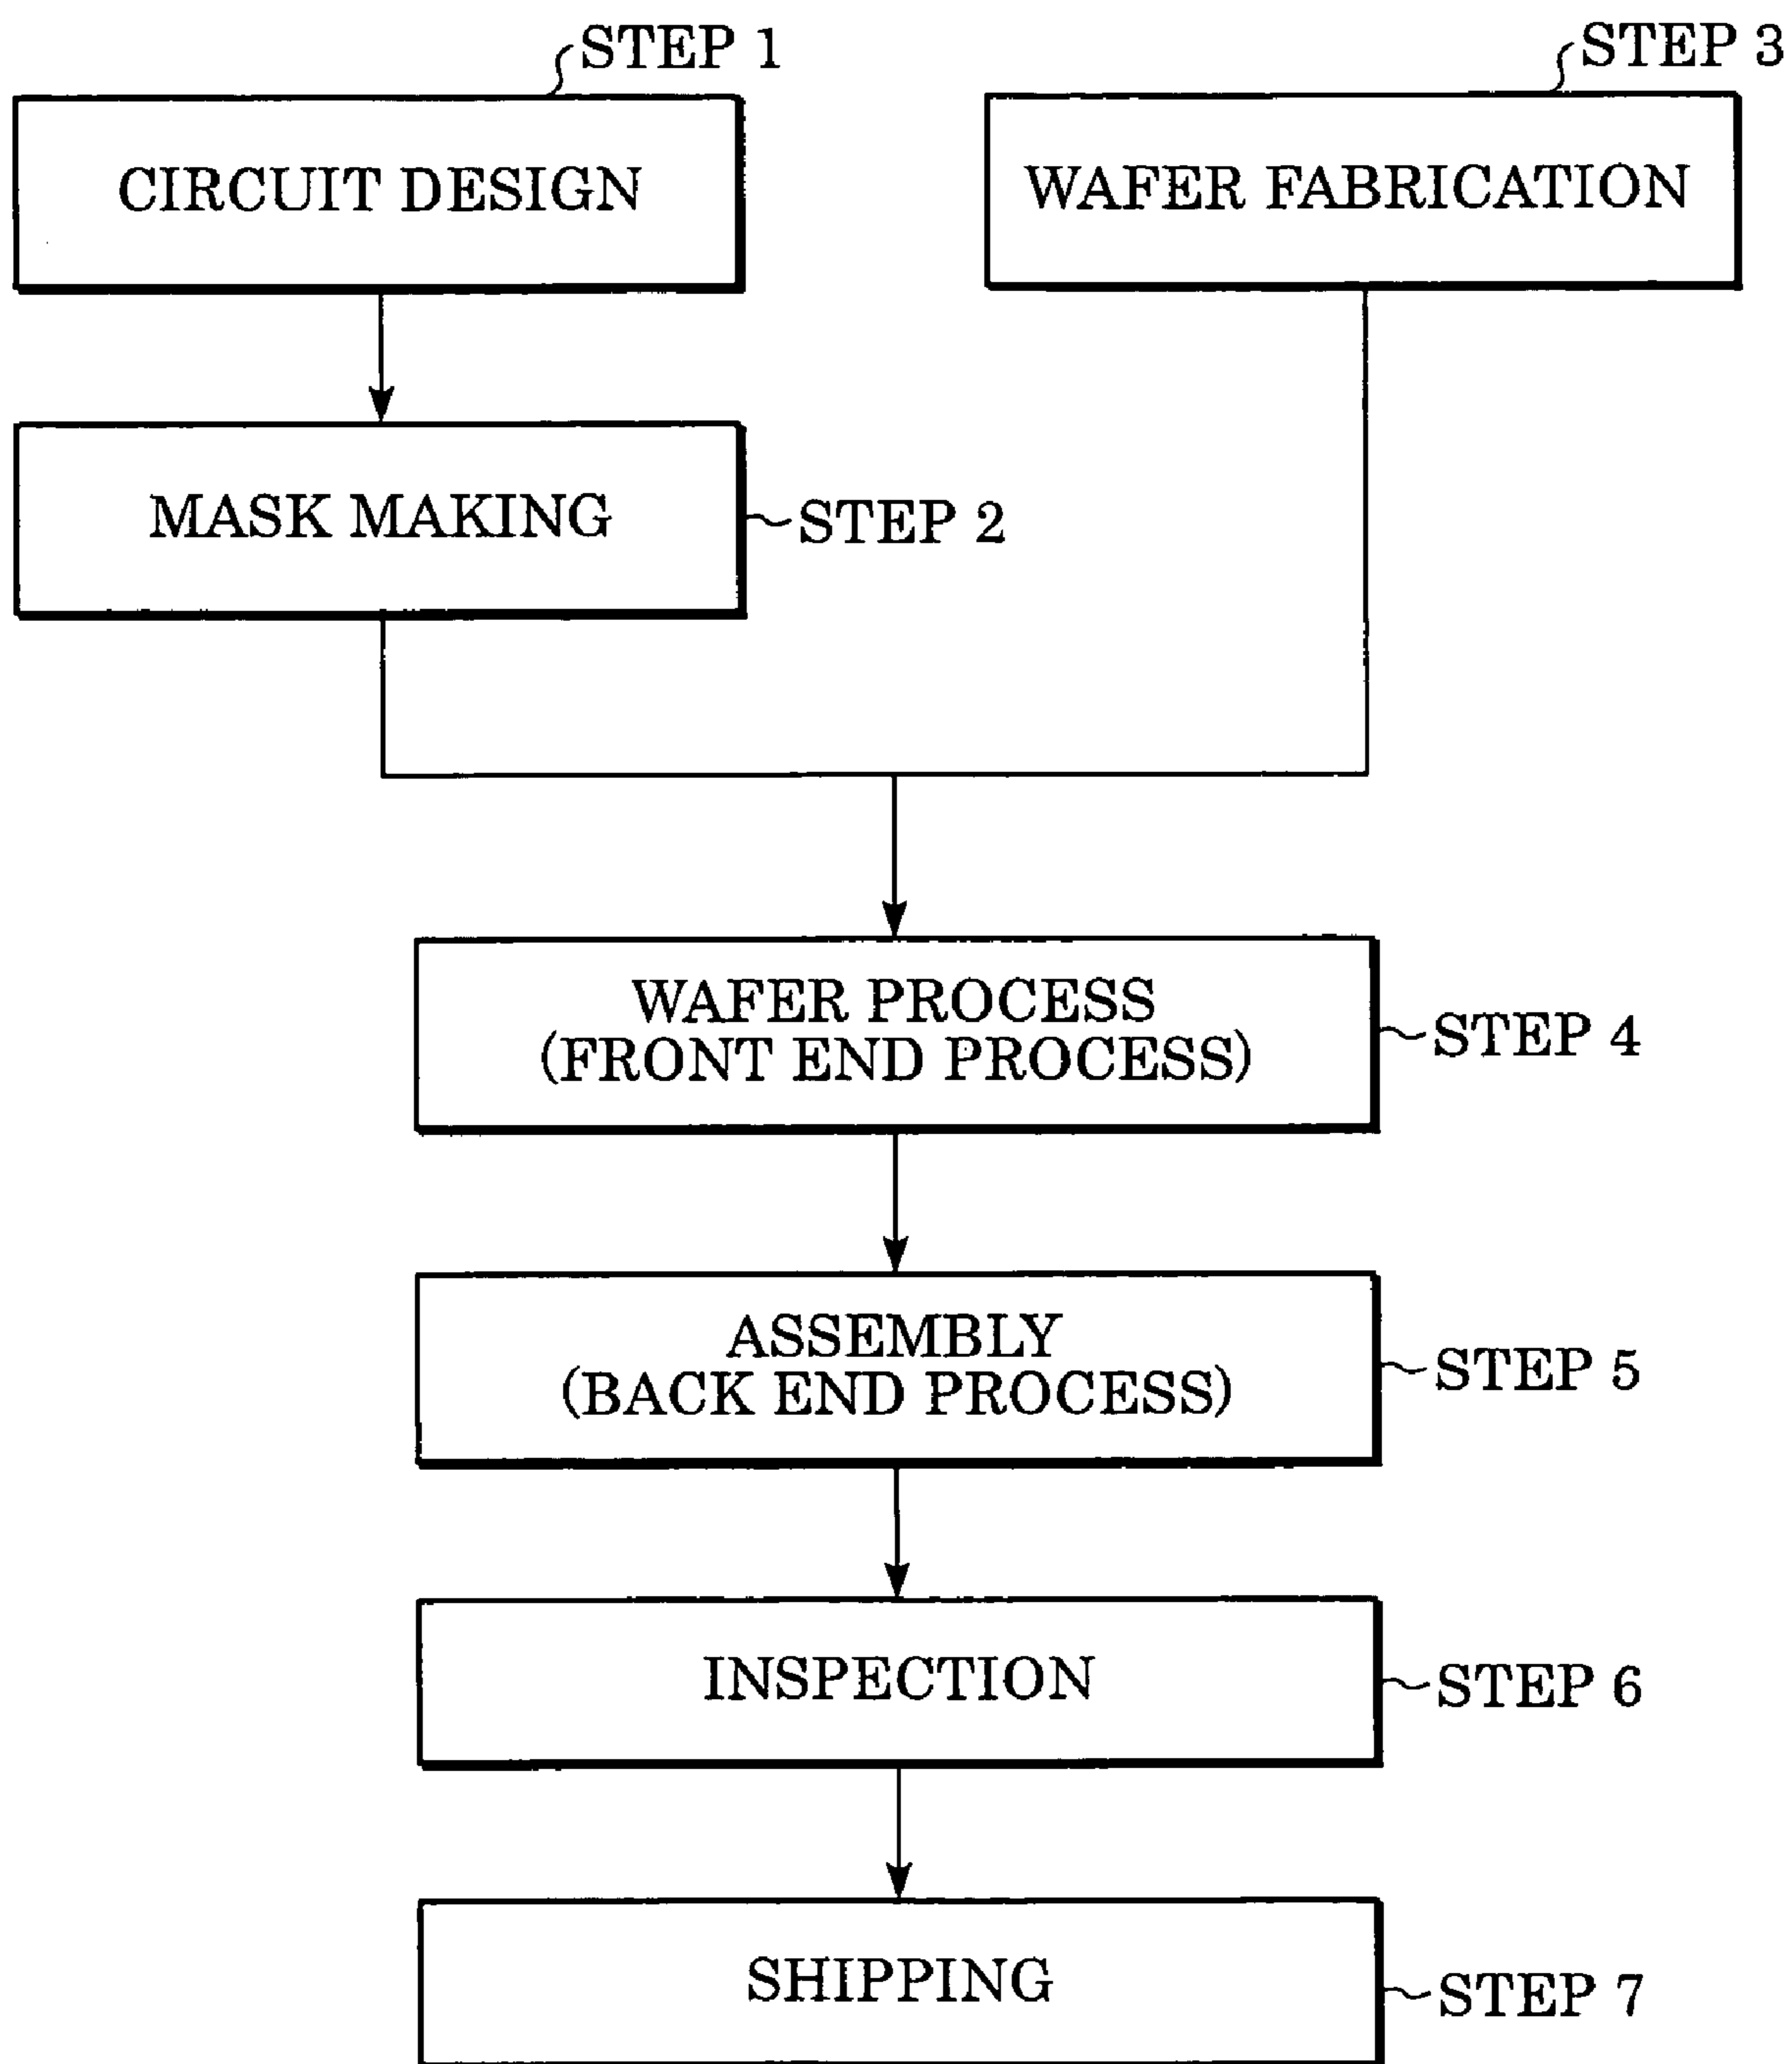 STEP 1
CIRCUIT DESIGN
STEP 3
WAFER FABRICATION
MASK MAKING
STEP 2
WAFER PROCESS
(FRONT END PROCESS)
STEP 4
ASSEMBLY
(BACK END PROCESS)
STEP 5
INSPECTION
STEP 6
SHIPPING
STEP 7